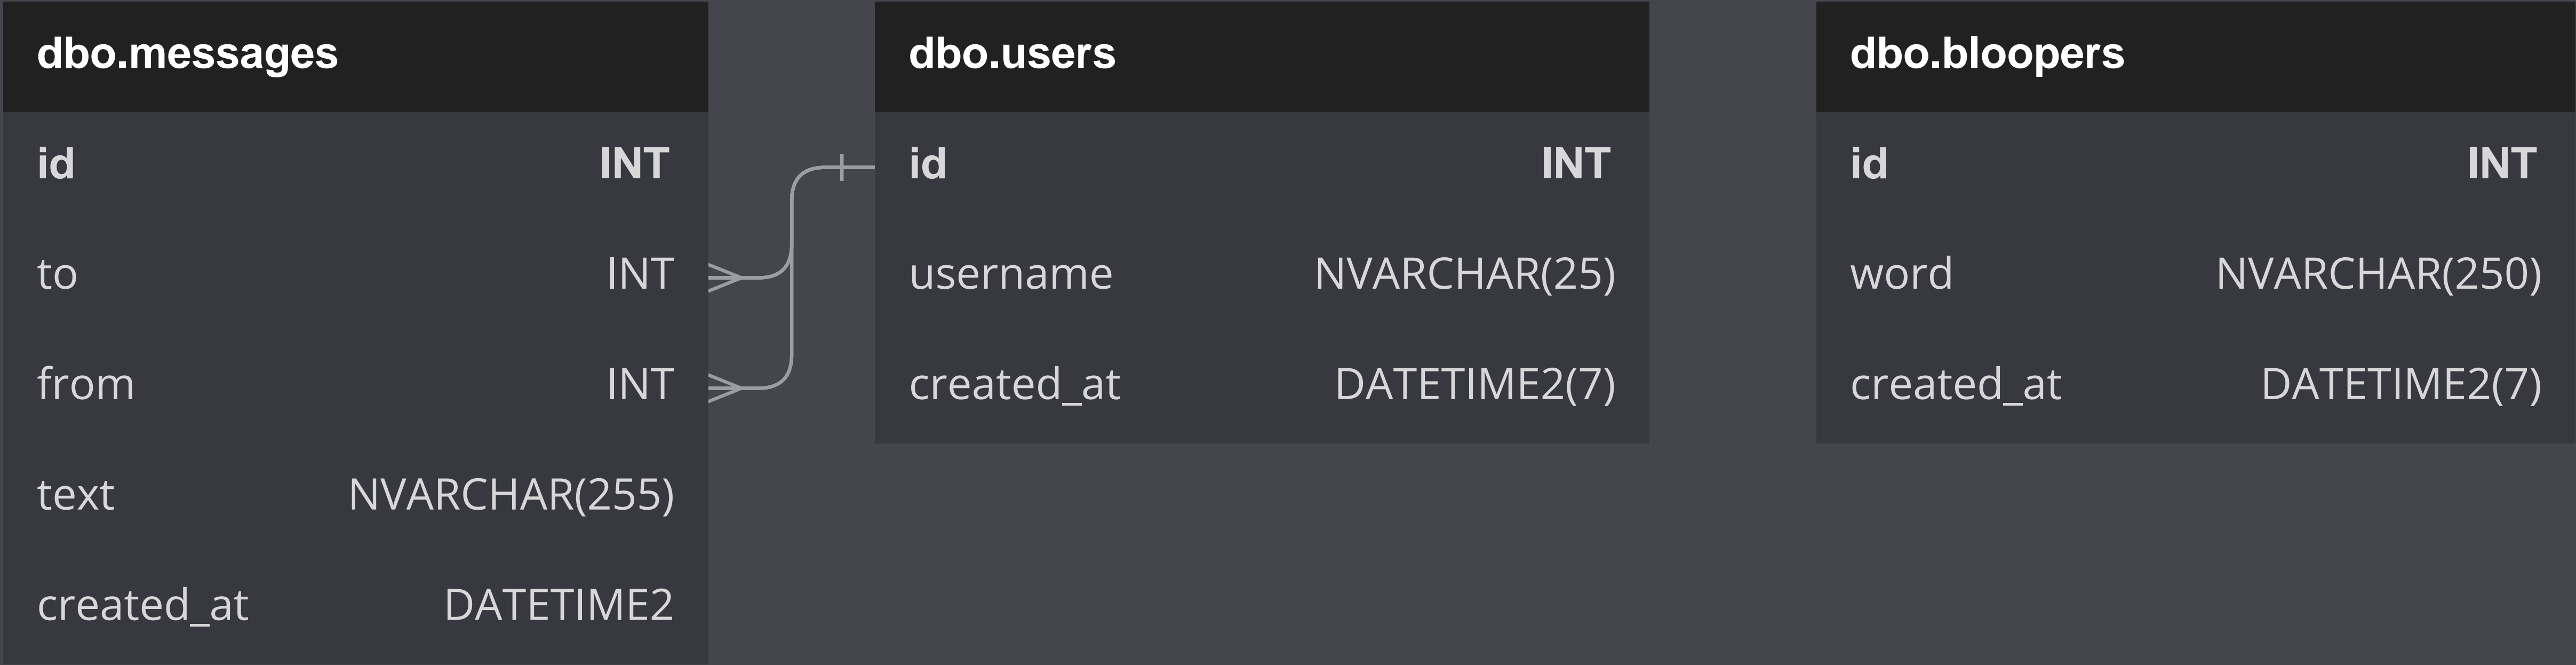 dbo.messages
id INT
to INT
from INT
text NVARCHAR(255)
created_at DATETIME2
dbo.users
id INT
username NVARCHAR(25)
created_at DATETIME2(7)
dbo.bloopers
id INT
word NVARCHAR(250)
created_at DATETIME2(7)